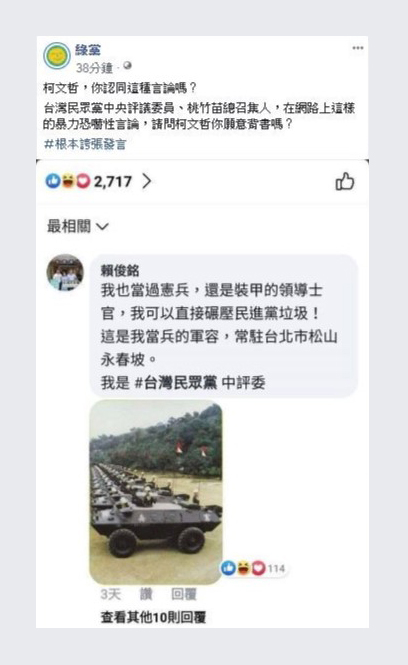 綠黨
38分鐘·
柯文哲，你認同這種言論嗎？
台灣民眾黨中央評議委員、桃竹苗總召集人，在網路上這樣
的暴力恐嚇性言論，請問柯文哲你願意背書嗎？
#根本誇張發言
2,717
最相關
賴俊銘
我也當過憲兵，還是裝甲的領導士
官，我可以直接碾壓民進黨垃圾！
這是我當兵的軍容，常駐台北市松山
永春坡。
我是 #台灣民眾黨 中評委
114
3天 讚 回覆
查看其他10則回覆